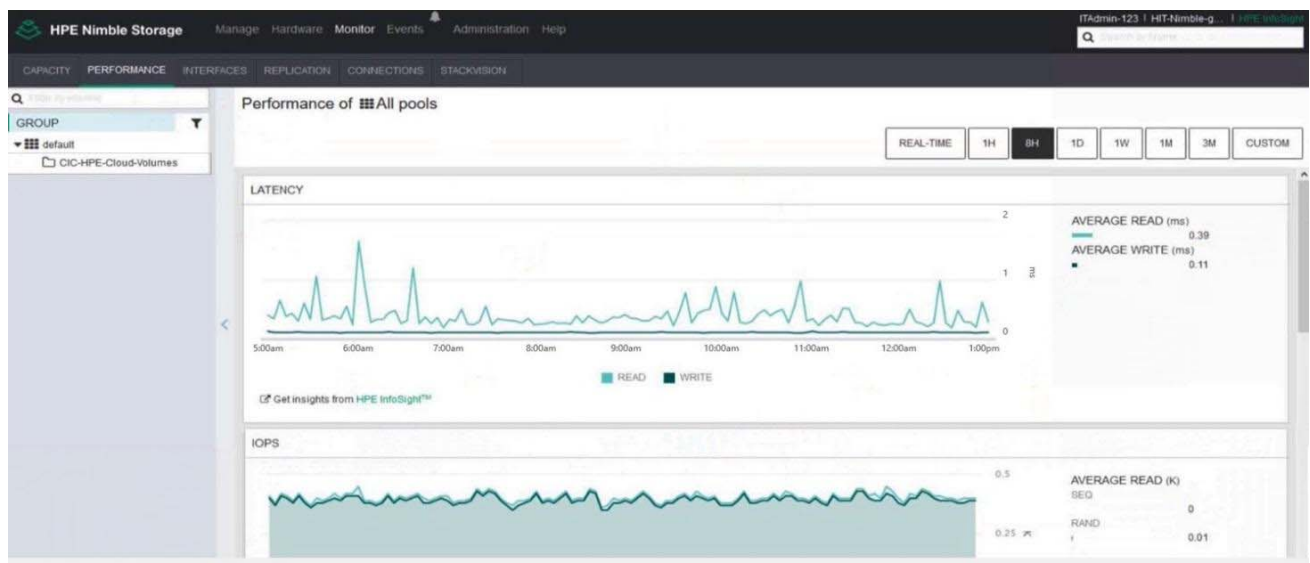 HPE Nimble Storage Manage Hardware Monitor Events Administration Help
ITAdmin-123 | HIT-Nimble-g... | HPE InfoSight
CAPACITY PERFORMANCE INTERFACES REPLICATION CONNECTIONS STACKVISION
GROUP
default
CIC-HPE-Cloud-Volumes
Performance of All pools
REAL-TIME 1H 8H 1D 1W 1M 3M CUSTOM
LATENCY
2
1
0
ms
5:00am 6:00am 7:00am 8:00am 9:00am 10:00am 11:00am 12:00am 1:00pm
READ WRITE
AVERAGE READ (ms)
0.39
AVERAGE WRITE (ms)
0.11
Get insights from HPE InfoSight™
IOPS
0.5
0.25 K
AVERAGE READ (K)
SEQ
0
RAND
0.01